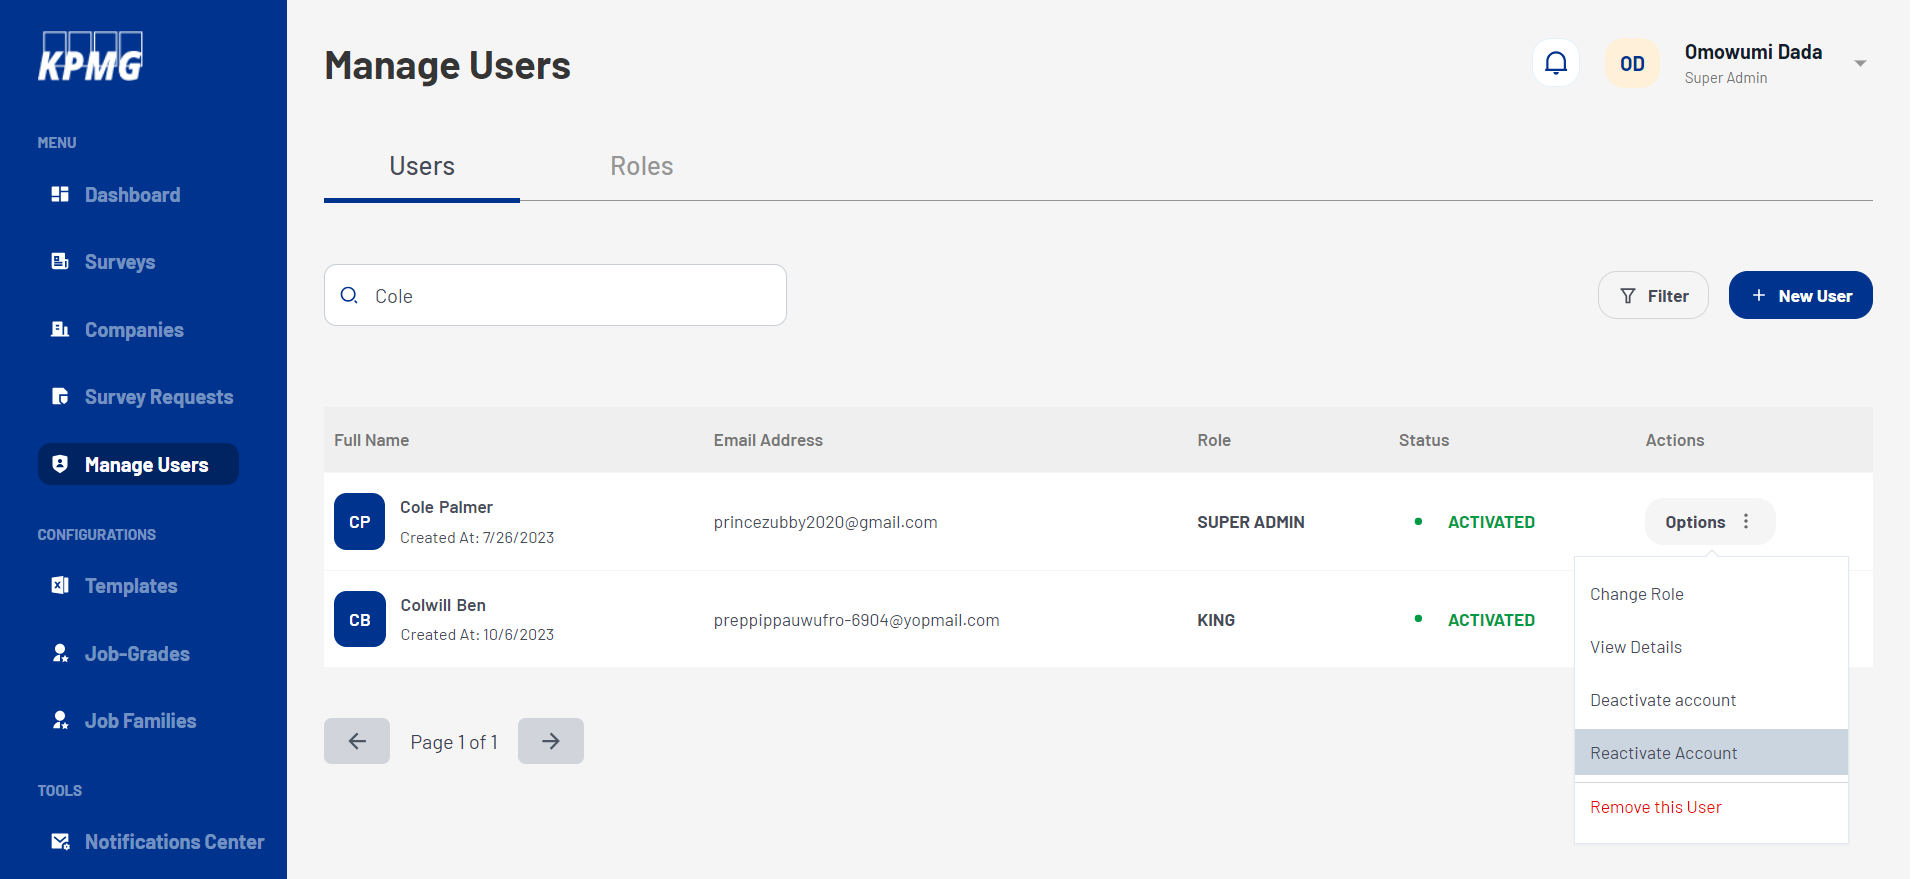 KPMG
MENU
Dashboard
Surveys
Companies
Survey Requests
Manage Users
CONFIGURATIONS
Templates
Job-Grades
Job Families
TOOLS
Notifications Center
Manage Users
OD
Omowumi Dada
Super Admin
Users Roles
Cole
Filter
+ New User
Full Name Email Address Role Status Actions
CP
Cole Palmer
Created At: 7/26/2023
princezubby2020@gmail.com
SUPER ADMIN
ACTIVATED
Options
CB
Colwill Ben
Created At: 10/6/2023
preppippauwufro-6904@yopmail.com
KING
ACTIVATED
Change Role
View Details
Deactivate account
Reactivate Account
Remove this User
Page 1 of 1